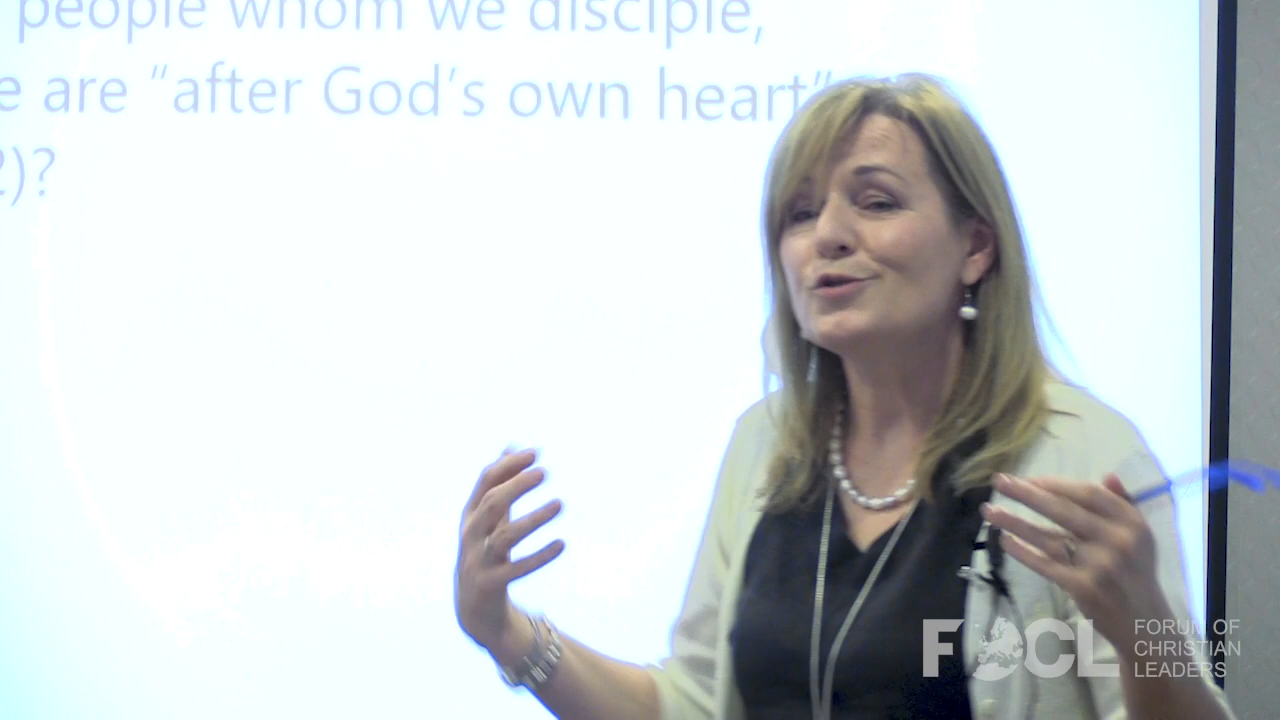 people whom we disciple,
e are “after God’s own heart”
2)?
FOCL
FORUM OF
CHRISTIAN
LEADERS